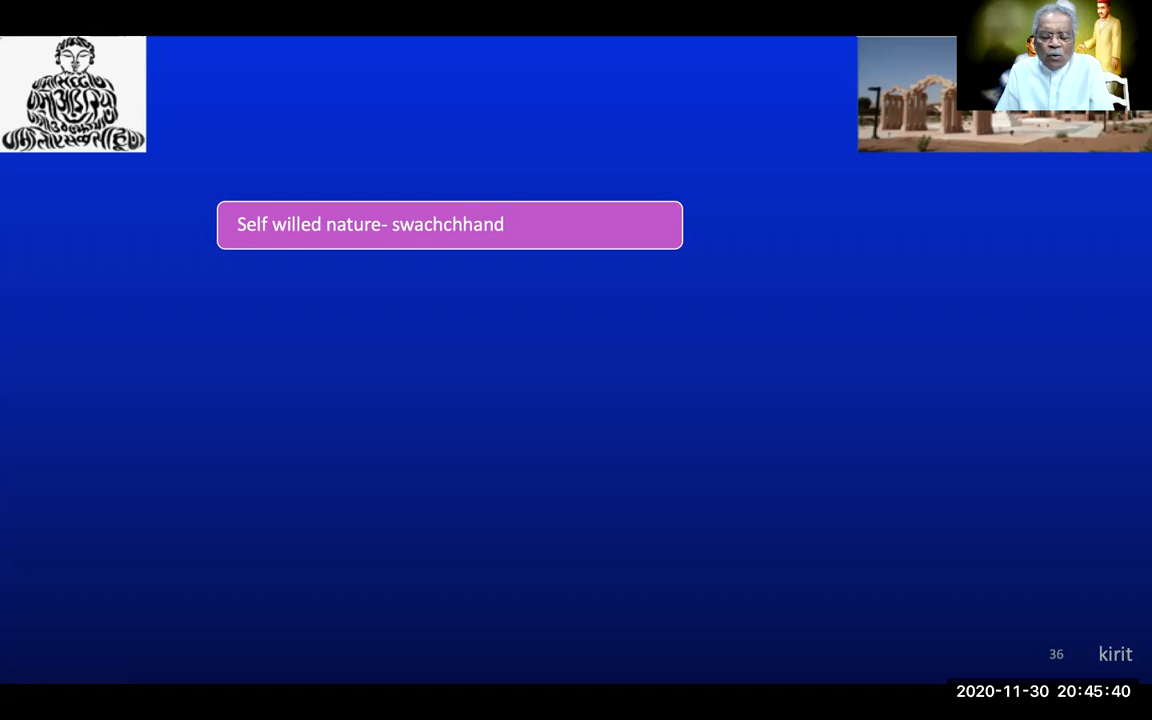 Self willed nature- swachchhand
36
kirit
2020-11-30 20:45:40